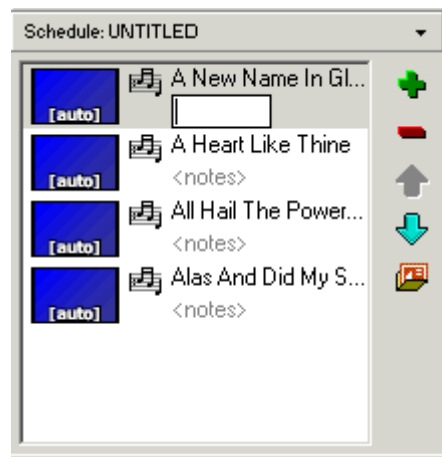 Schedule: UNTITLED
A New Name In Gl...
[auto]
A Heart Like Thine
[auto]
<notes>
All Hail The Power...
[auto]
<notes>
Alas And Did My S...
[auto]
<notes>